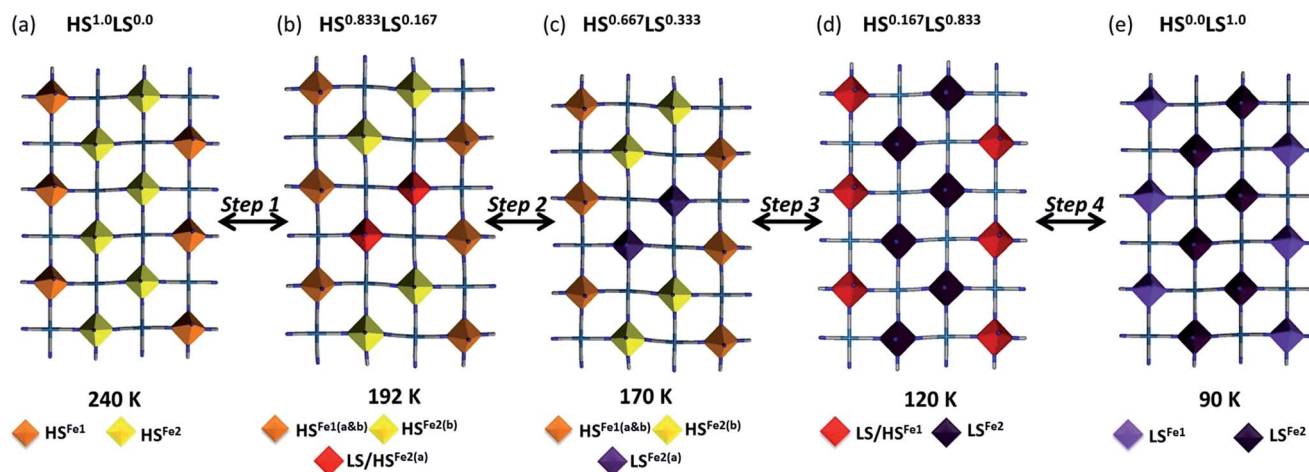 (a) HS1.0LS0.0
(b) HS0.833LS0.167
(c) HS0.667LS0.333
(d) HS0.167LS0.833
(e) HS0.0LS1.0
Step 1
Step 2
Step 3
Step 4
240 K
192 K
170 K
120 K
90 K
HSFe1 HSFe2
HSFe1(a&b) HSFe2(b)
LS/HSFe2(a)
HSFe1(a&b) HSFe2(b)
LSFe2(a)
LS/HSFe1 LSFe2
LSFe1 LSFe2